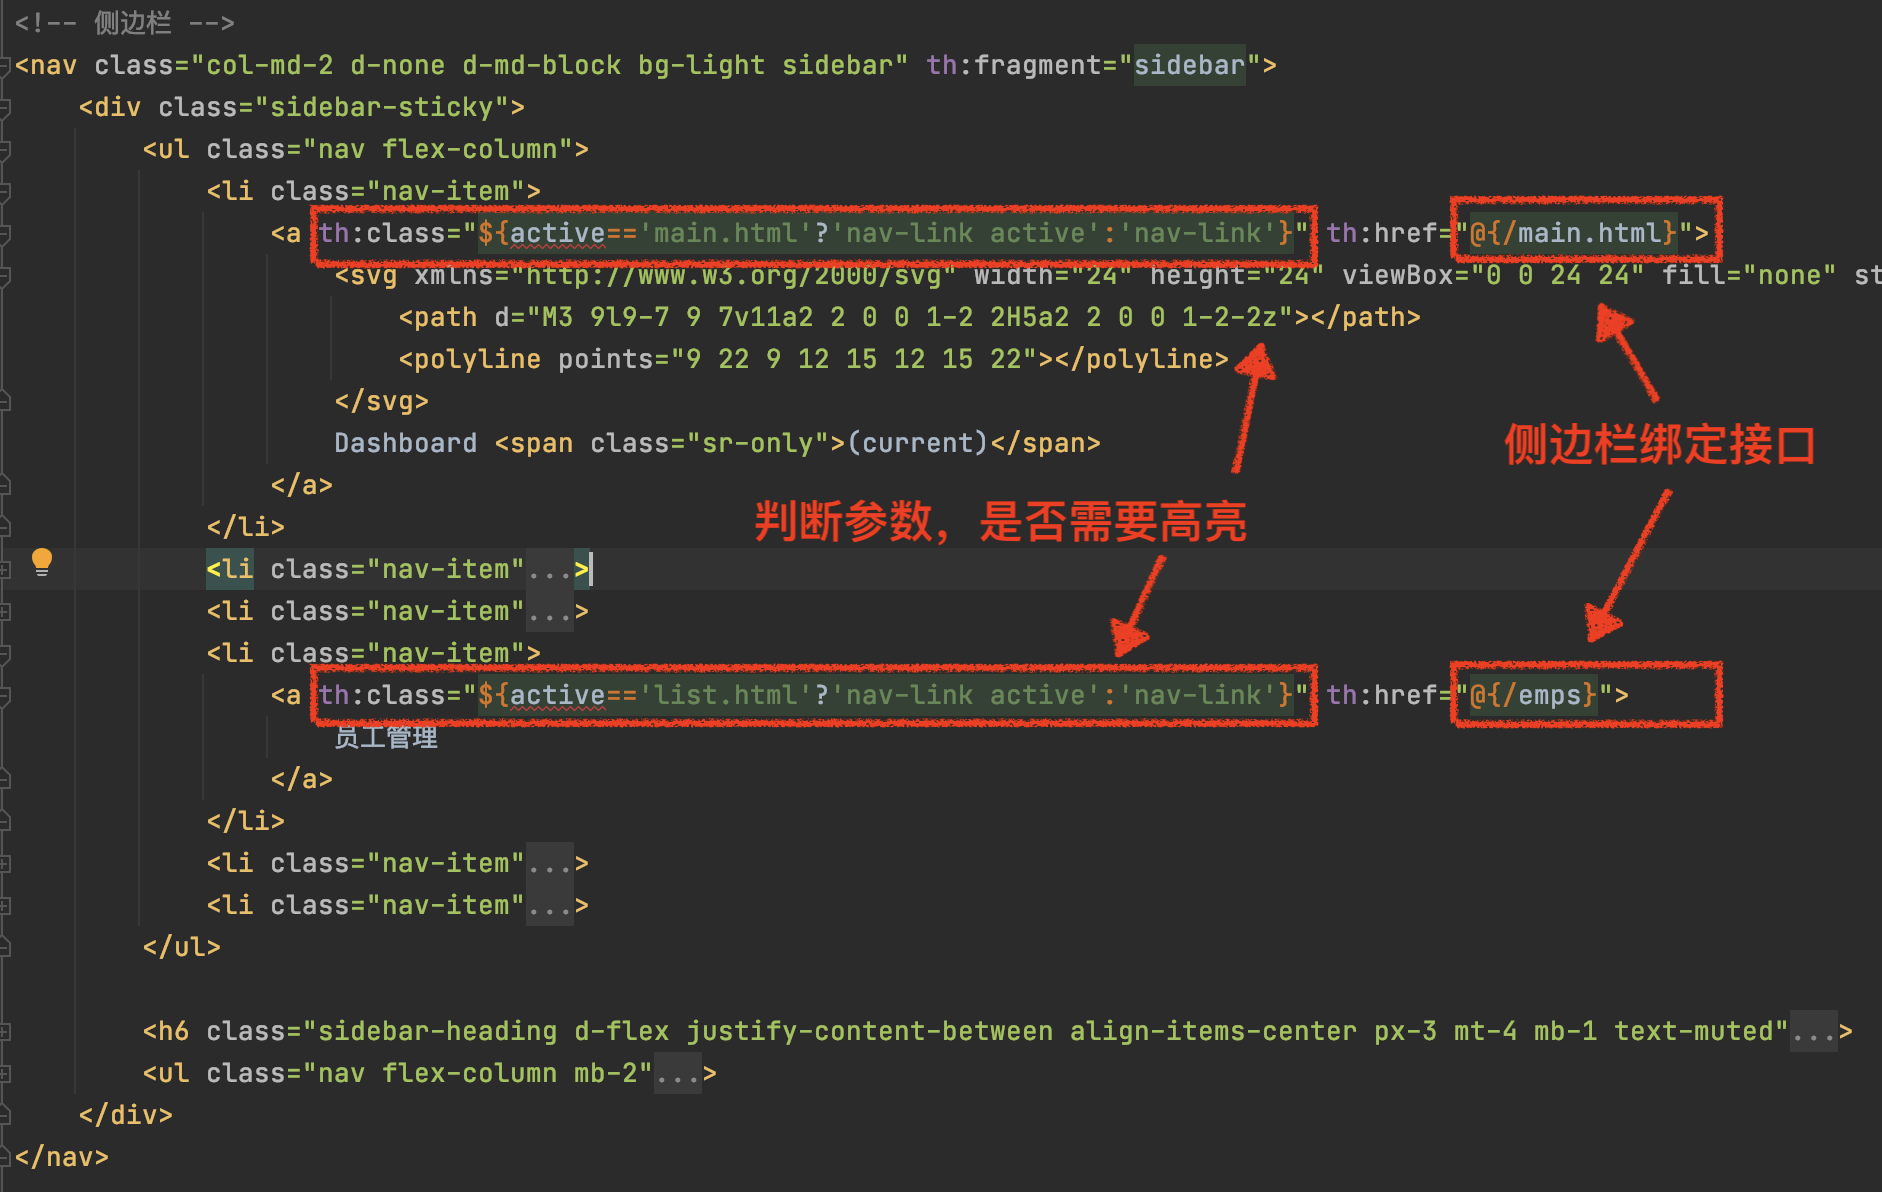 <!-- 侧边栏 -->
<nav class="col-md-2 d-none d-md-block bg-light sidebar" th:fragment="sidebar">
<div class="sidebar-sticky">
<ul class="nav flex-column">
<li class="nav-item">
<a th:class="${active=='main.html'?'nav-link active':'nav-link'}" th:href="@{/main.html}">
<svg xmlns="http://www.w3.org/2000/svg" width="24" height="24" viewBox="0 0 24 24" fill="none" st
<path d="M3 9l9-7 9 7v11a2 2 0 0 1-2 2H5a2 2 0 0 1-2-2z"></path>
<polyline points="9 22 9 12 15 12 15 22"></polyline>
</svg>
Dashboard <span class="sr-only">(current)</span>
侧边栏绑定接口
</a>
判断参数，是否需要高亮
</li>
<li class="nav-item"...>
<li class="nav-item"...>
<li class="nav-item">
<a th:class="${active=='list.html'?'nav-link active':'nav-link'}" th:href="@{/emps}">
员工管理
</a>
</li>
<li class="nav-item"...>
<li class="nav-item"...>
</ul>
<h6 class="sidebar-heading d-flex justify-content-between align-items-center px-3 mt-4 mb-1 text-muted"...>
<ul class="nav flex-column mb-2"...>
</div>
</nav>